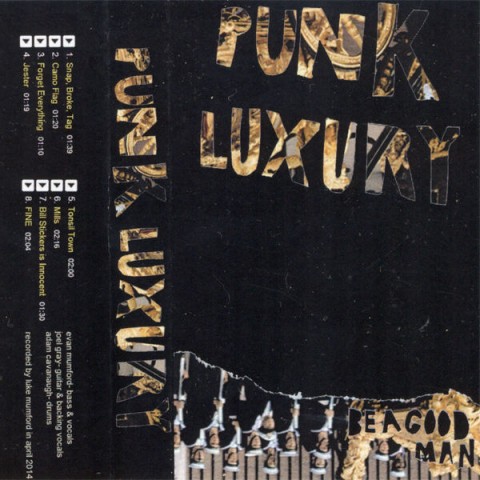 PUNK
LUXURY
BE A GOOD
MAN
PUNK LUXURY
1. Snap, Broke, Tag 01:39
2. Camo Flag 01:20
3. Forget Everything 01:10
4. Jester 01:19
5. Tonsil Town 02:00
6. Mills 02:16
7. Bill Stickers is Innocent 01:30
8. FINE 02:04
evan mumford- bass & vocals
joel gray- guitar & backing vocals
adam cavanaugh- drums
recorded by luke mumford in april 2014